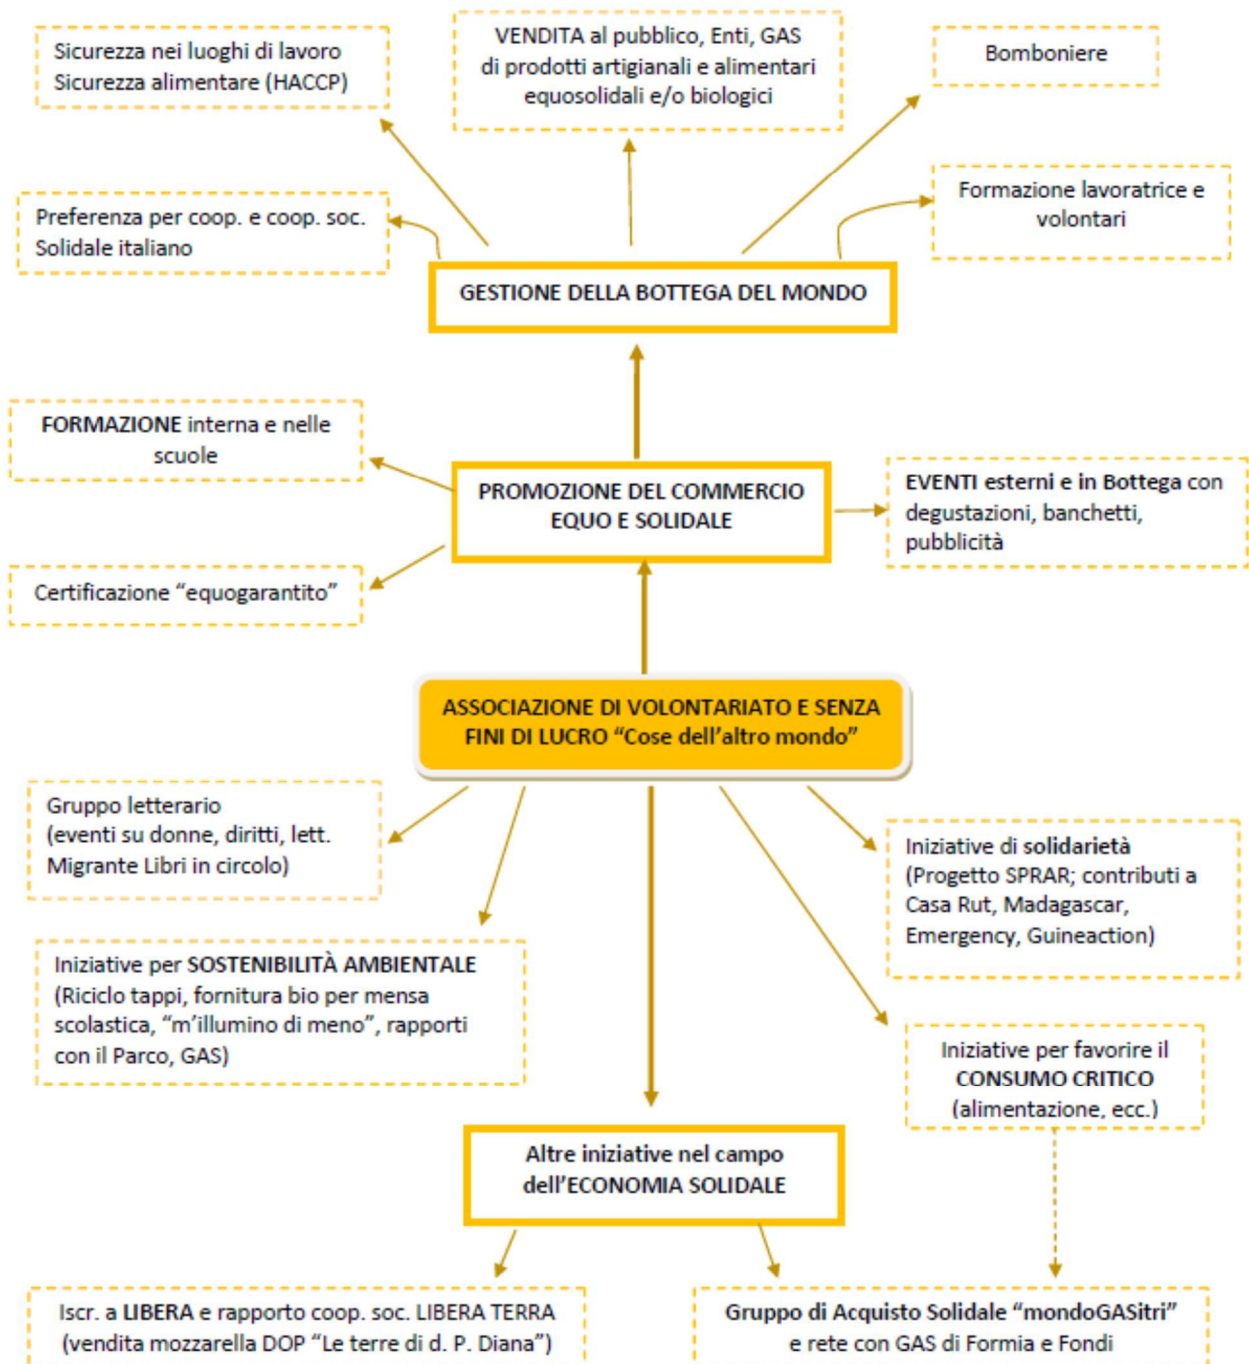 Sicurezza nei luoghi di lavoro
Sicurezza alimentare (HACCP)
VENDITA al pubblico, Enti, GAS
di prodotti artigianali e alimentari
equosolidali e/o biologici
Bomboniere
Preferenza per coop. e coop. soc.
Solidale italiano
Formazione lavoratrice e
volontari
GESTIONE DELLA BOTTEGA DEL MONDO
FORMAZIONE interna e nelle
scuole
PROMOZIONE DEL COMMERCIO
EQUO E SOLIDALE
EVENTI esterni e in Bottega con
degustazioni, banchetti,
pubblicità
Certificazione “equogarantito”
ASSOCIAZIONE DI VOLONTARIATO E SENZA
FINI DI LUCRO “Cose dell’altro mondo”
Gruppo letterario
(eventi su donne, diritti, lett.
Migrante Libri in circolo)
Iniziative di solidarietà
(Progetto SPRAR; contributi a
Casa Rut, Madagascar,
Emergency, Guineaction)
Iniziative per SOSTENIBILITÀ AMBIENTALE
(Riciclo tappi, fornitura bio per mensa
scolastica, “m’illumino di meno”, rapporti
con il Parco, GAS)
Iniziative per favorire il
CONSUMO CRITICO
(alimentazione, ecc.)
Altre iniziative nel campo
dell’ECONOMIA SOLIDALE
Iscr. a LIBERA e rapporto coop. soc. LIBERA TERRA
(vendita mozzarella DOP “Le terre di d. P. Diana”)
Gruppo di Acquisto Solidale “mondoGASitri”
e rete con GAS di Formia e Fondi